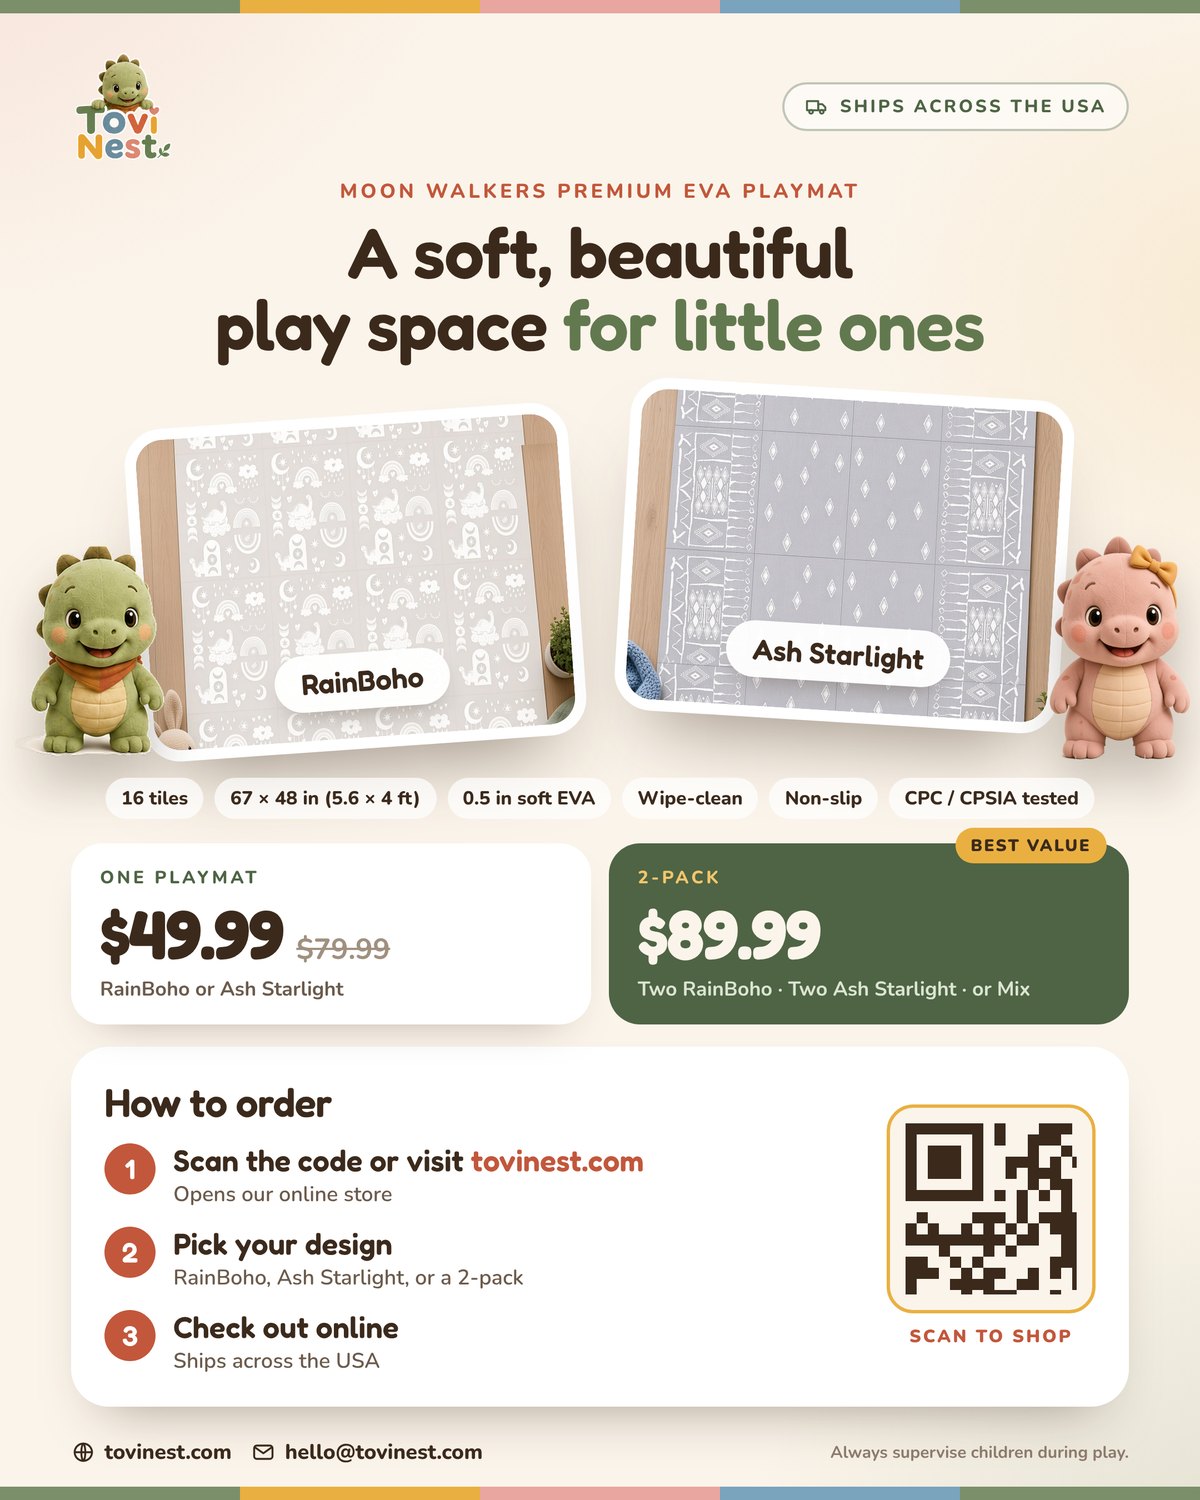 Tovi
Nest
SHIPS ACROSS THE USA
MOON WALKERS PREMIUM EVA PLAYMAT
A soft, beautiful
play space for little ones
RainBoho
Ash Starlight
16 tiles
67 × 48 in (5.6 × 4 ft)
0.5 in soft EVA
Wipe-clean
Non-slip
CPC / CPSIA tested
ONE PLAYMAT
$49.99 $79.99
RainBoho or Ash Starlight
BEST VALUE
2-PACK
$89.99
Two RainBoho · Two Ash Starlight · or Mix
How to order
1 Scan the code or visit tovinest.com
Opens our online store
2 Pick your design
RainBoho, Ash Starlight, or a 2-pack
3 Check out online
Ships across the USA
SCAN TO SHOP
tovinest.com hello@tovinest.com
Always supervise children during play.